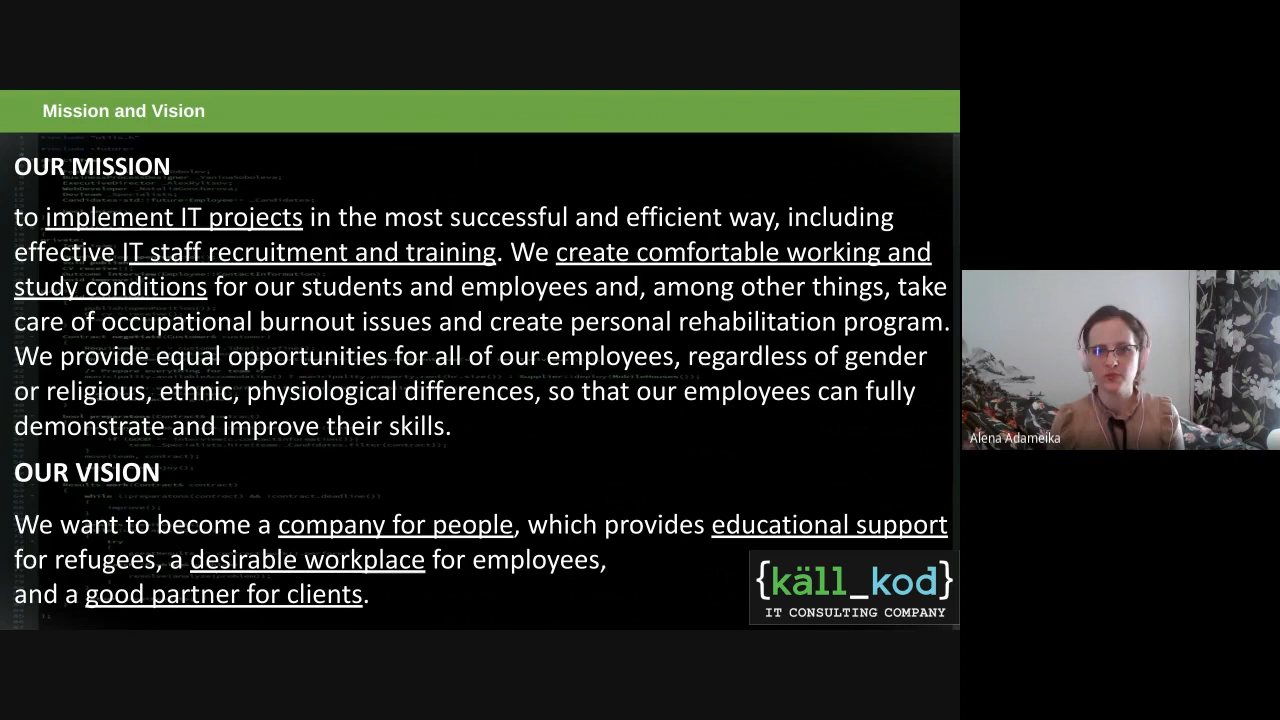 Mission and Vision
OUR MISSION
to implement IT projects in the most successful and efficient way, including
effective IT staff recruitment and training. We create comfortable working and
study conditions for our students and employees and, among other things, take
care of occupational burnout issues and create personal rehabilitation program.
We provide equal opportunities for all of our employees, regardless of gender
or religious, ethnic, physiological differences, so that our employees can fully
demonstrate and improve their skills.
OUR VISION
We want to become a company for people, which provides educational support
for refugees, a desirable workplace for employees,
and a good partner for clients.
{käll_kod}
IT CONSULTING COMPANY
Alena Adameika